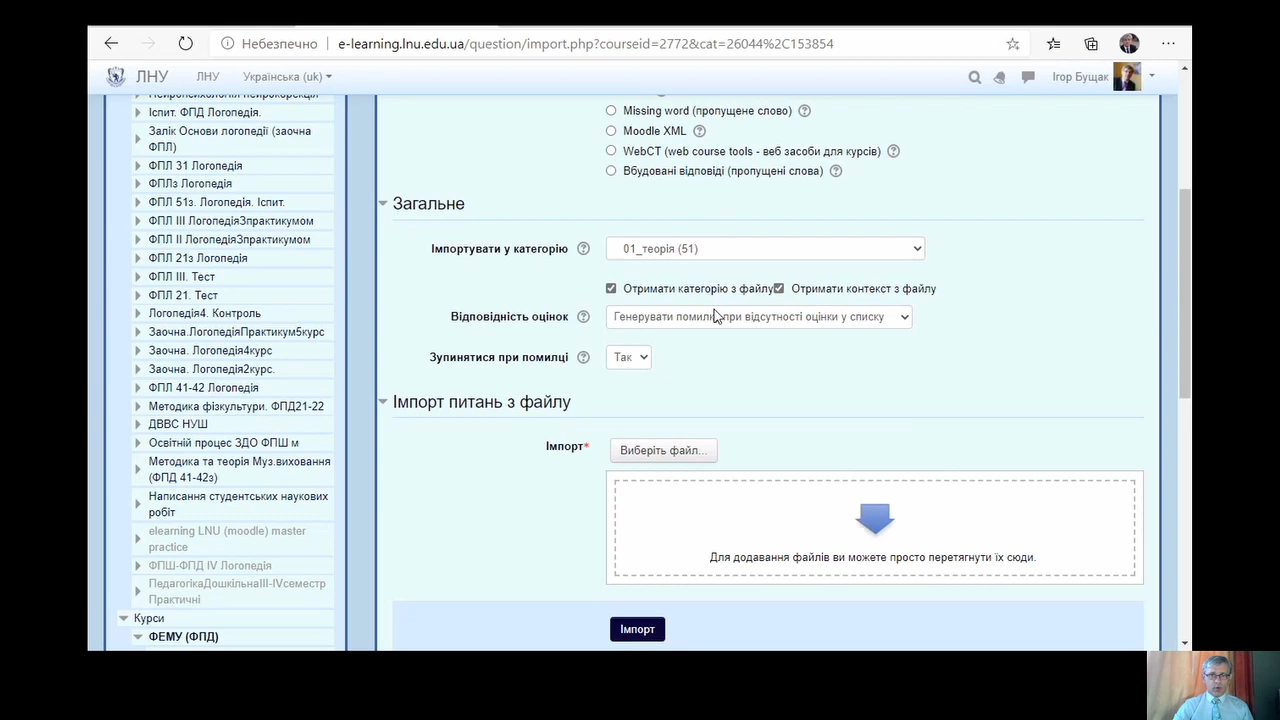 Небезпечно
e-learning.lnu.edu.ua/question/import.php?courseid=2772&cat=26044%2C153854
ЛНУ
ЛНУ
Українська (uk)
Ігор Бущак
Нейропсихологія нейрокорекція
Іспит. ФПД Логопедія.
Залік Основи логопедії (заочна
ФПЛ)
ФПЛ 31 Логопедія
ФПЛз Логопедія
ФПЛ 51з. Логопедія. Іспит.
ФПЛ III ЛогопедіяЗпрактикумом
ФПЛ II ЛогопедіяЗпрактикумом
ФПЛ 21з Логопедія
ФПЛ III. Тест
ФПЛ 21. Тест
Логопедія4. Контроль
Заочна.ЛогопедіяПрактикум5курс
Заочна. Логопедія4курс
Заочна. Логопедія2курс.
ФПЛ 41-42 Логопедія
Методика фізкультури. ФПД21-22
ДВВС НУШ
Освітній процес ЗДО ФПШ м
Методика та теорія Муз.виховання
(ФПД 41-42з)
Написання студентських наукових
робіт
elearning LNU (moodle) master
practice
ФПШ-ФПД IV Логопедія
ПедагогікаДошкільнаIII-IVсеместр
Практичні
Курси
ФЕМУ (ФПД)
Missing word (пропущене слово)
Moodle XML
WebCT (web course tools - веб засоби для курсів)
Вбудовані відповіді (пропущені слова)
Загальне
Імпортувати у категорію
01_теорія (51)
Отримати категорію з файлу
Отримати контекст з файлу
Відповідність оцінок
Генерувати помилку при відсутності оцінки у списку
Зупинятися при помилці
Так
Імпорт питань з файлу
Імпорт*
Виберіть файл...
Для додавання файлів ви можете просто перетягнути їх сюди.
Імпорт